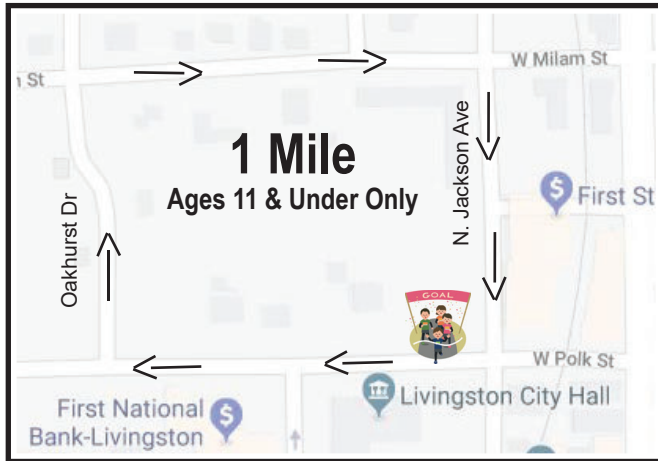 W Milam St
n St
1 Mile
Ages 11 & Under Only
Oakhurst Dr
N. Jackson Ave
First St
GOAL
W Polk St
Livingston City Hall
First National
Bank-Livingston